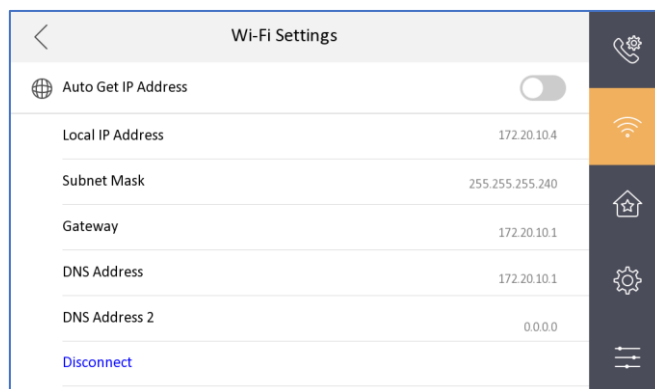 Wi-Fi Settings
Auto Get IP Address
Local IP Address 172.20.10.4
Subnet Mask 255.255.255.240
Gateway 172.20.10.1
DNS Address 172.20.10.1
DNS Address 2 0.0.0.0
Disconnect